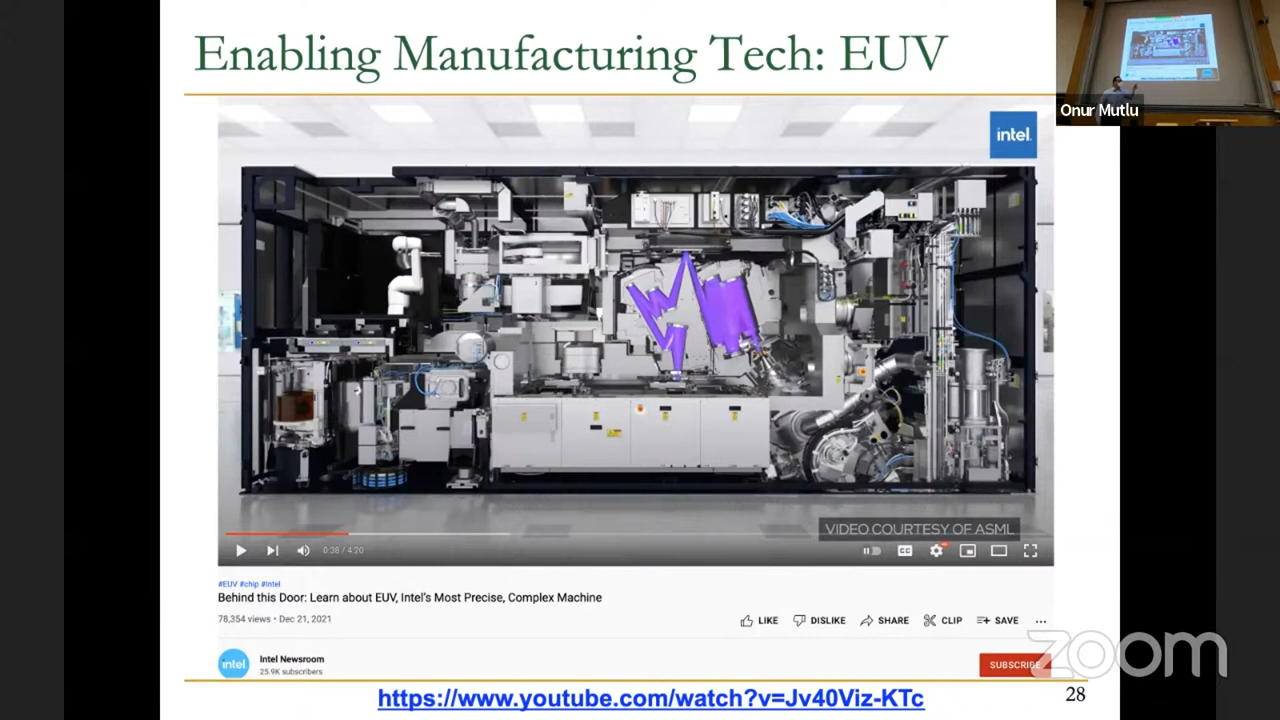 Enabling Manufacturing Tech: EUV
Onur Mutlu
intel.
VIDEO COURTESY OF ASML
0:38 / 4:20
CC
#EUV #chip #Intel
Behind this Door: Learn about EUV, Intel's Most Precise, Complex Machine
78,354 views • Dec 21, 2021
LIKE DISLIKE SHARE CLIP SAVE ...
intel
Intel Newsroom
25.9K subscribers
SUBSCRIBE
zoom
https://www.youtube.com/watch?v=Jv40Viz-KTc
28